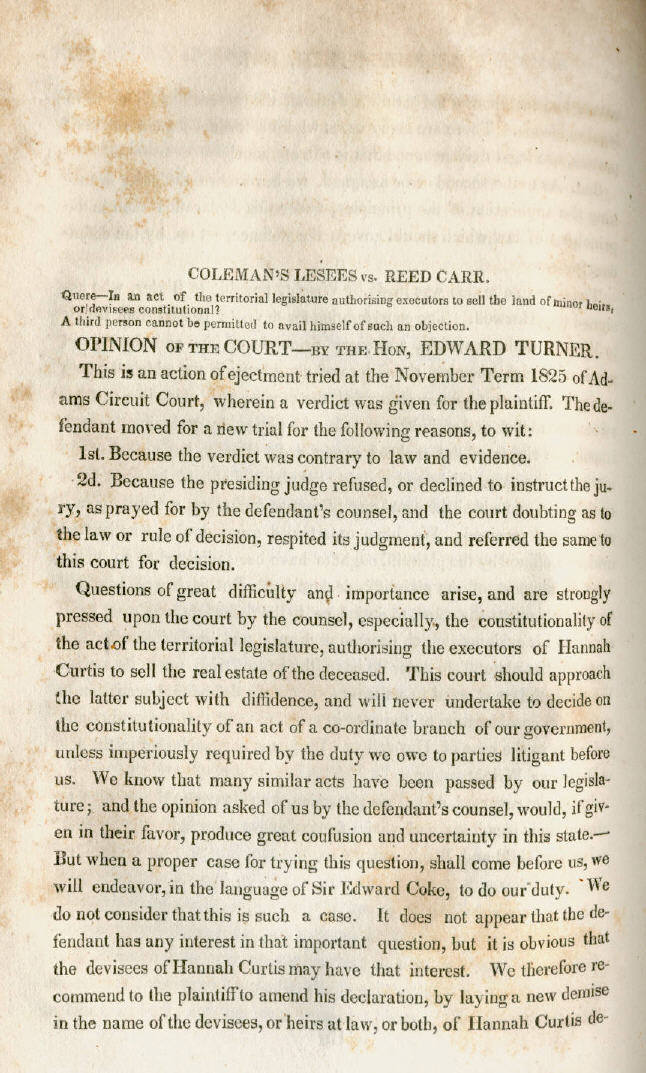 COLEMAN'S LESEES vs. REED CARR.
Quere—In an act of the territorial legislature authorising executors to sell the land of minor heirs,
or devisees constitutional?
A third person cannot be permitted to avail himself of such an objection.
OPINION OF THE COURT—BY THE HON, EDWARD TURNER.
This is an action of ejectment tried at the November Term 1825 of Ad-
ams Circuit Court, wherein a verdict was given for the plaintiff. The de-
fendant moved for a new trial for the following reasons, to wit:
1st. Because the verdict was contrary to law and evidence.
2d. Because the presiding judge refused, or declined to instruct the ju-
ry, as prayed for by the defendant's counsel, and the court doubting as to
the law or rule of decision, respited its judgment, and referred the same to
this court for decision.
Questions of great difficulty and importance arise, and are strongly
pressed upon the court by the counsel, especially, the constitutionality of
the act of the territorial legislature, authorising the executors of Hannah
Curtis to sell the real estate of the deceased. This court should approach
the latter subject with diffidence, and will never undertake to decide on
the constitutionality of an act of a co-ordinate branch of our government,
unless imperiously required by the duty we owe to parties litigant before
us. We know that many similar acts have been passed by our legisla-
ture; and the opinion asked of us by the defendant's counsel, would, if giv-
en in their favor, produce great confusion and uncertainty in this state.—
But when a proper case for trying this question, shall come before us, we
will endeavor, in the language of Sir Edward Coke, to do our duty. We
do not consider that this is such a case. It does not appear that the de-
fendant has any interest in that important question, but it is obvious that
the devisees of Hannah Curtis may have that interest. We therefore re-
commend to the plaintiff to amend his declaration, by laying a new demise
in the name of the devisees, or heirs at law, or both, of Hannah Curtis de-